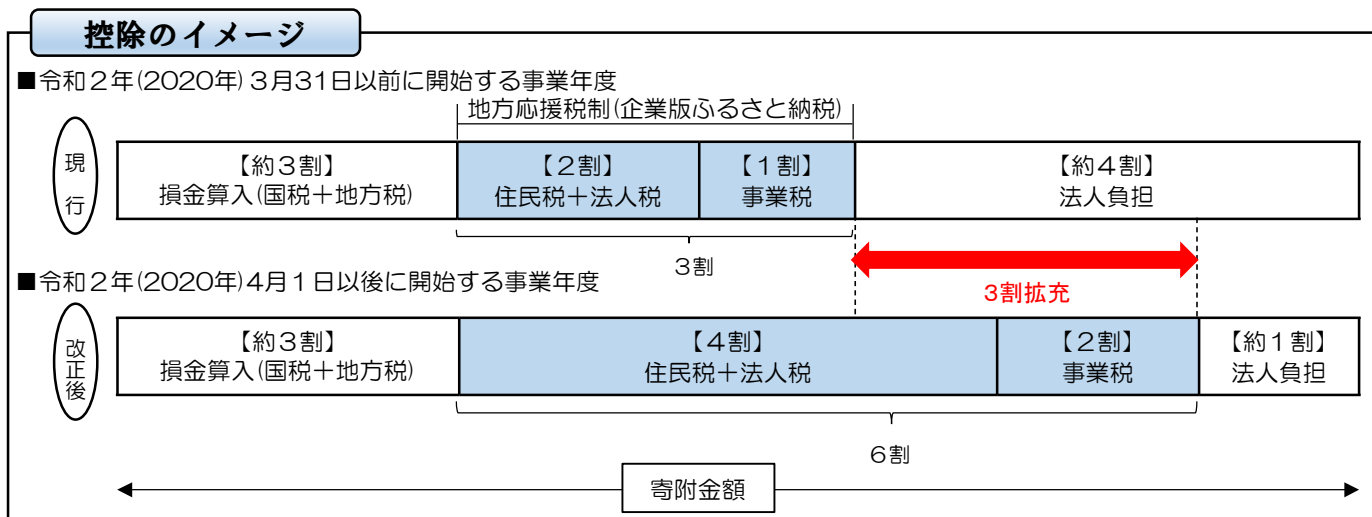 控除のイメージ
■令和２年(2020年)３月31日以前に開始する事業年度
地方応援税制(企業版ふるさと納税)
現行
【約３割】
損金算入(国税＋地方税)
【２割】
住民税＋法人税
【１割】
事業税
【約４割】
法人負担
３割
3割拡充
■令和２年(2020年)４月１日以後に開始する事業年度
改正後
【約３割】
損金算入(国税＋地方税)
【４割】
住民税＋法人税
【２割】
事業税
【約１割】
法人負担
６割
寄附金額